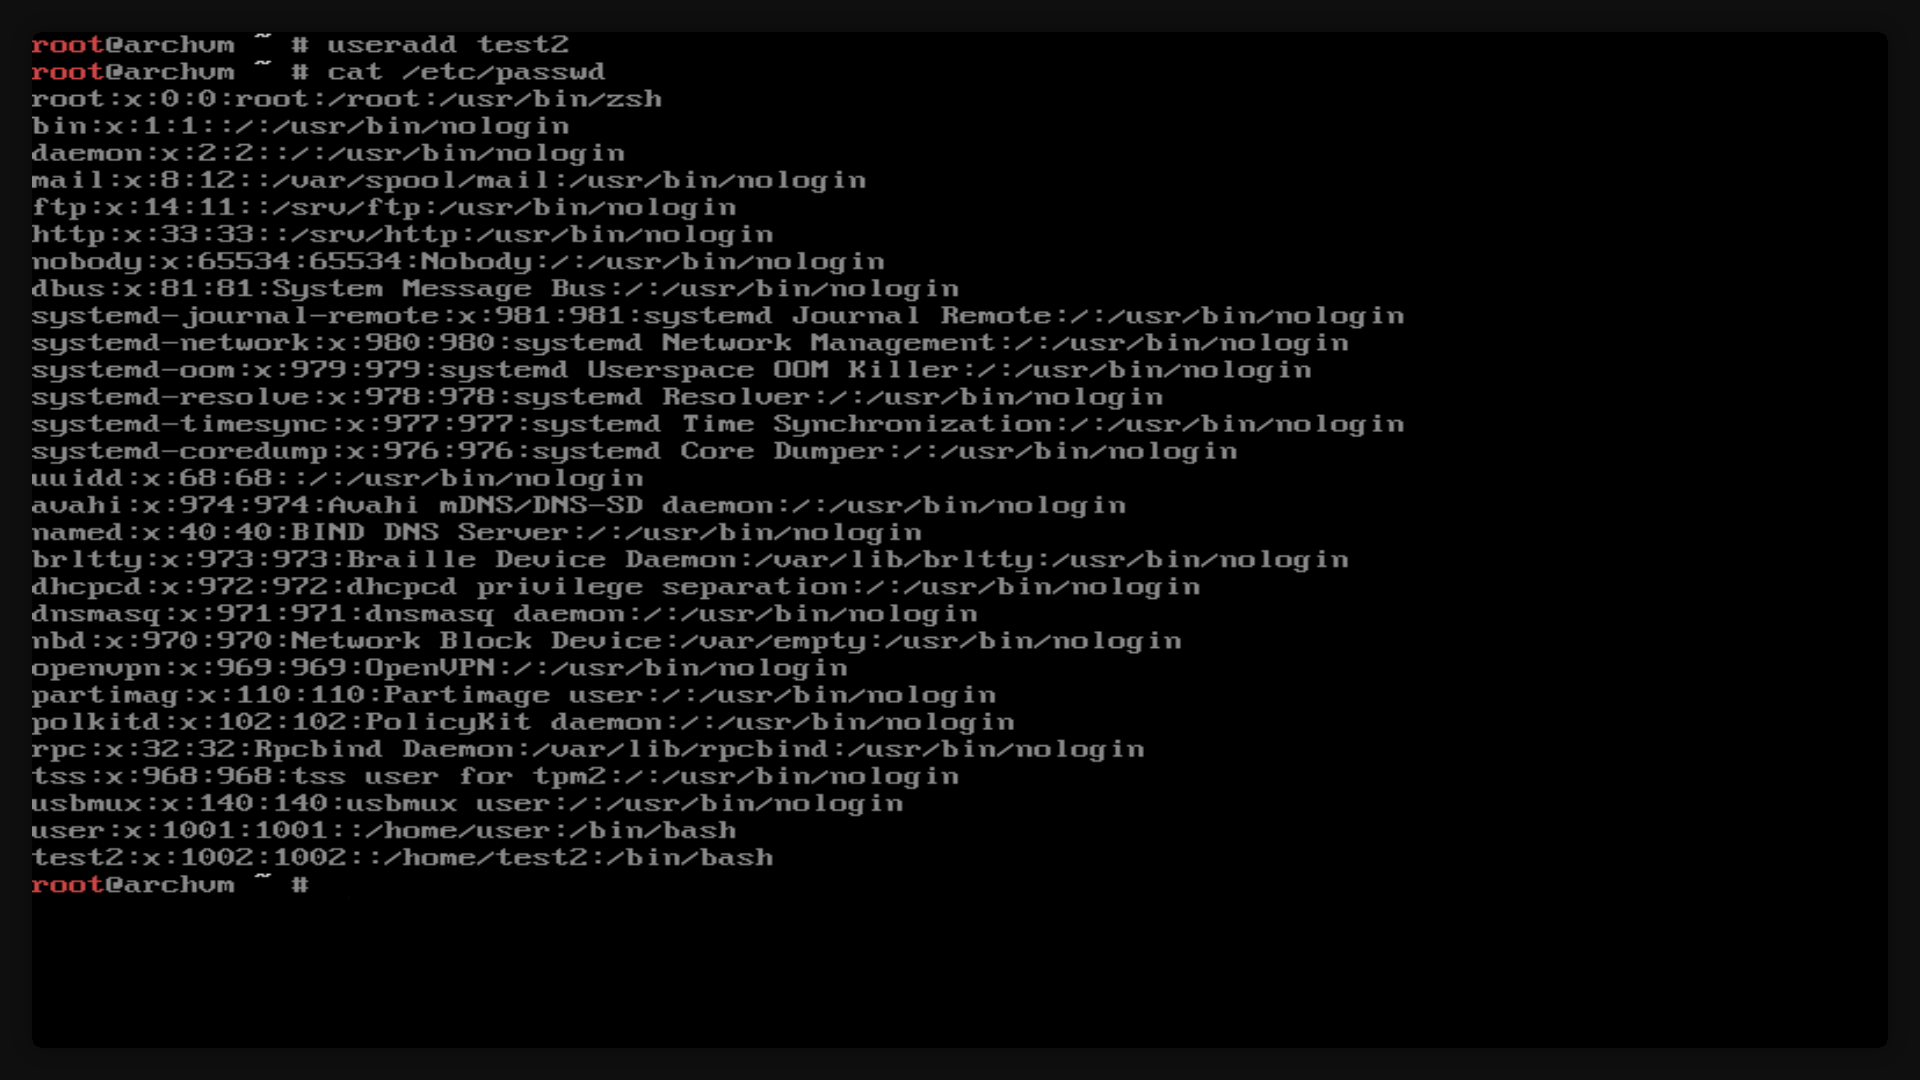 root@archvm ~ # useradd test2
root@archvm ~ # cat /etc/passwd
root:x:0:0:root:/root:/usr/bin/zsh
bin:x:1:1::/:/usr/bin/nologin
daemon:x:2:2::/:/usr/bin/nologin
mail:x:8:12::/var/spool/mail:/usr/bin/nologin
ftp:x:14:11::/srv/ftp:/usr/bin/nologin
http:x:33:33::/srv/http:/usr/bin/nologin
nobody:x:65534:65534:Nobody:/:/usr/bin/nologin
dbus:x:81:81:System Message Bus:/:/usr/bin/nologin
systemd-journal-remote:x:981:981:systemd Journal Remote:/:/usr/bin/nologin
systemd-network:x:980:980:systemd Network Management:/:/usr/bin/nologin
systemd-oom:x:979:979:systemd Userspace OOM Killer:/:/usr/bin/nologin
systemd-resolve:x:978:978:systemd Resolver:/:/usr/bin/nologin
systemd-timesync:x:977:977:systemd Time Synchronization:/:/usr/bin/nologin
systemd-coredump:x:976:976:systemd Core Dumper:/:/usr/bin/nologin
uuidd:x:68:68::/:/usr/bin/nologin
avahi:x:974:974:Avahi mDNS/DNS-SD daemon:/:/usr/bin/nologin
named:x:40:40:BIND DNS Server:/:/usr/bin/nologin
brltty:x:973:973:Braille Device Daemon:/var/lib/brltty:/usr/bin/nologin
dhcpcd:x:972:972:dhcpcd privilege separation:/:/usr/bin/nologin
dnsmasq:x:971:971:dnsmasq daemon:/:/usr/bin/nologin
nbd:x:970:970:Network Block Device:/var/empty:/usr/bin/nologin
openvpn:x:969:969:OpenVPN:/:/usr/bin/nologin
partimag:x:110:110:Partimage user:/:/usr/bin/nologin
polkitd:x:102:102:PolicyKit daemon:/:/usr/bin/nologin
rpc:x:32:32:Rpcbind Daemon:/var/lib/rpcbind:/usr/bin/nologin
tss:x:968:968:tss user for tpm2:/:/usr/bin/nologin
usbmux:x:140:140:usbmux user:/:/usr/bin/nologin
user:x:1001:1001::/home/user:/bin/bash
test2:x:1002:1002::/home/test2:/bin/bash
root@archvm ~ #